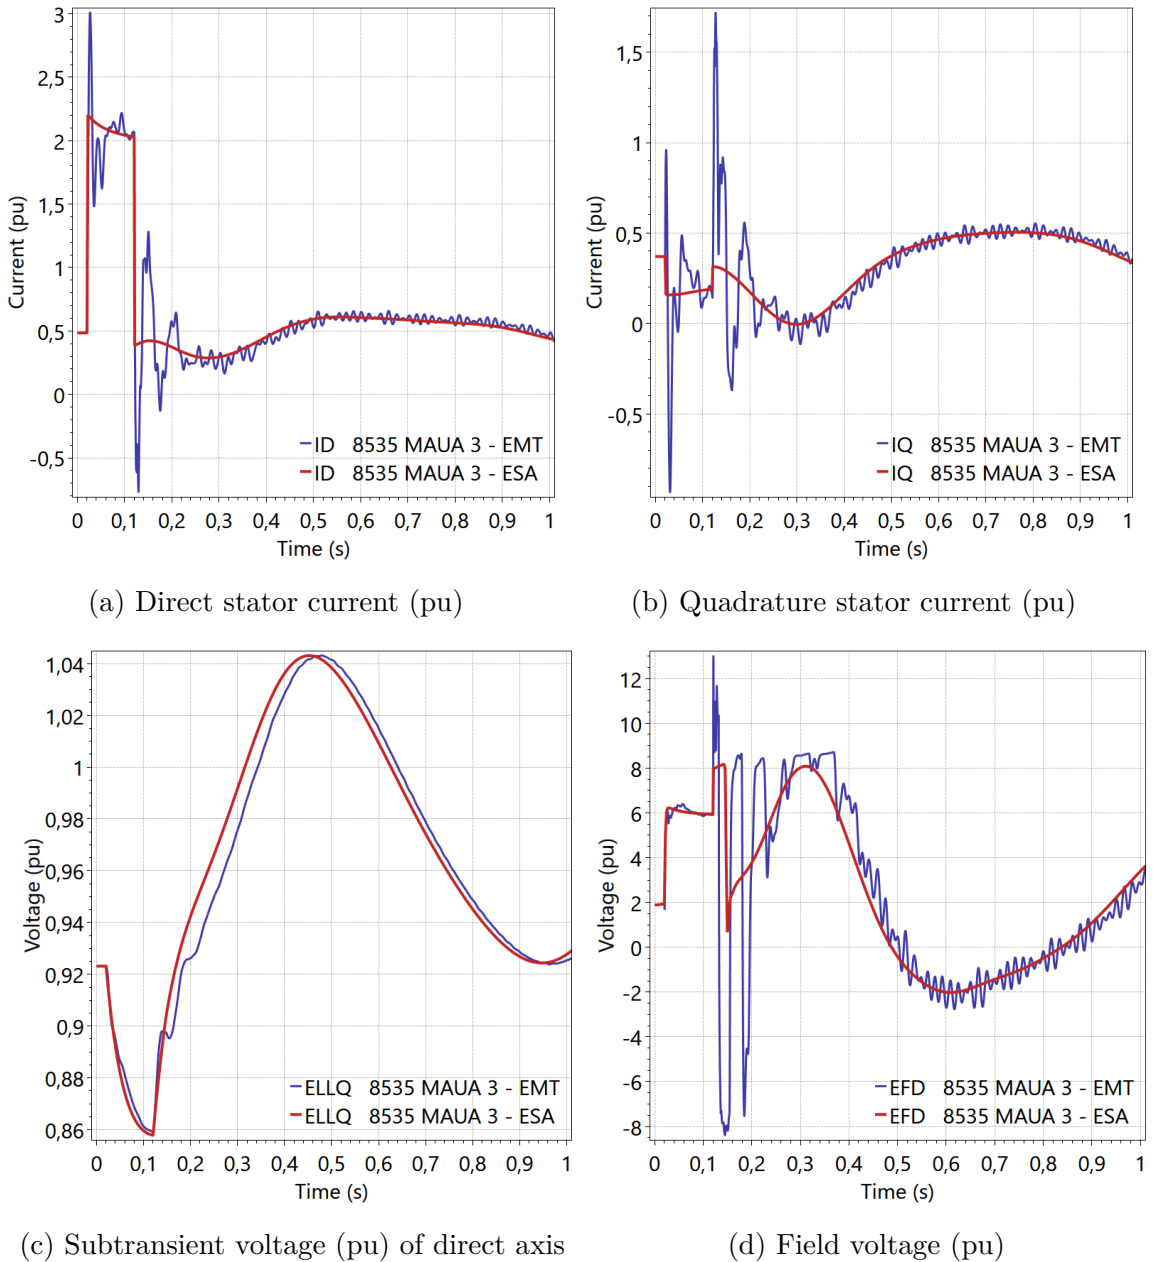 3
2,5
2
1,5
1
0,5
0
-0,5
Current (pu)
ID 8535 MAUA 3 - EMT
ID 8535 MAUA 3 - ESA
0 0,1 0,2 0,3 0,4 0,5 0,6 0,7 0,8 0,9 1
Time (s)
(a) Direct stator current (pu)
1,5
1
0,5
0
-0,5
Current (pu)
IQ 8535 MAUA 3 - EMT
IQ 8535 MAUA 3 - ESA
0 0,1 0,2 0,3 0,4 0,5 0,6 0,7 0,8 0,9 1
Time (s)
(b) Quadrature stator current (pu)
1,04
1,02
1
0,98
0,96
0,94
0,92
0,9
0,88
0,86
Voltage (pu)
ELLQ 8535 MAUA 3 - EMT
ELLQ 8535 MAUA 3 - ESA
0 0,1 0,2 0,3 0,4 0,5 0,6 0,7 0,8 0,9 1
Time (s)
(c) Subtransient voltage (pu) of direct axis
12
10
8
6
4
2
0
-2
-4
-6
-8
Voltage (pu)
EFD 8535 MAUA 3 - EMT
EFD 8535 MAUA 3 - ESA
0 0,1 0,2 0,3 0,4 0,5 0,6 0,7 0,8 0,9 1
Time (s)
(d) Field voltage (pu)